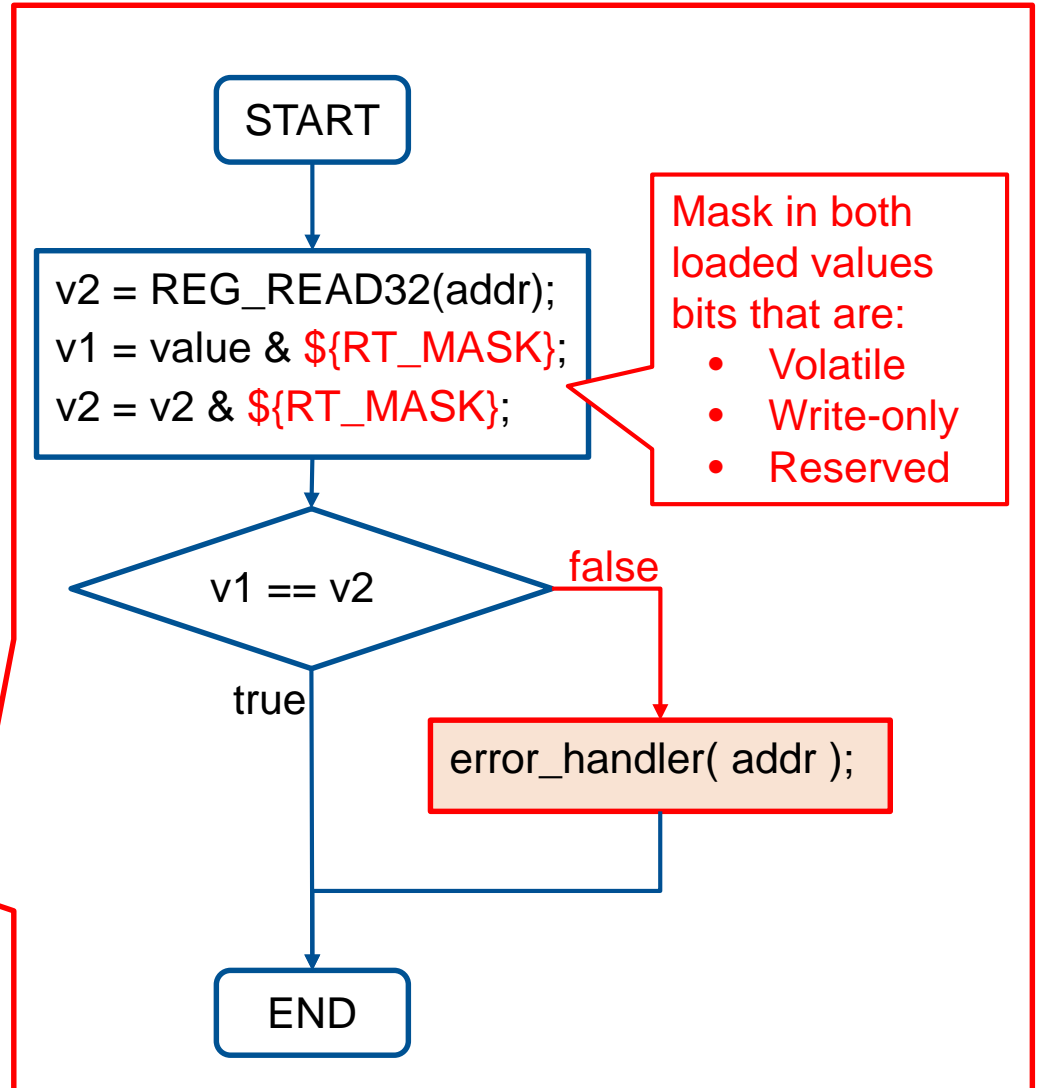 START
v2 = REG_READ32(addr);
v1 = value & ${RT_MASK};
v2 = v2 & ${RT_MASK};
Mask in both
loaded values
bits that are:
• Volatile
• Write-only
• Reserved
v1 == v2
false
true
error_handler( addr );
END